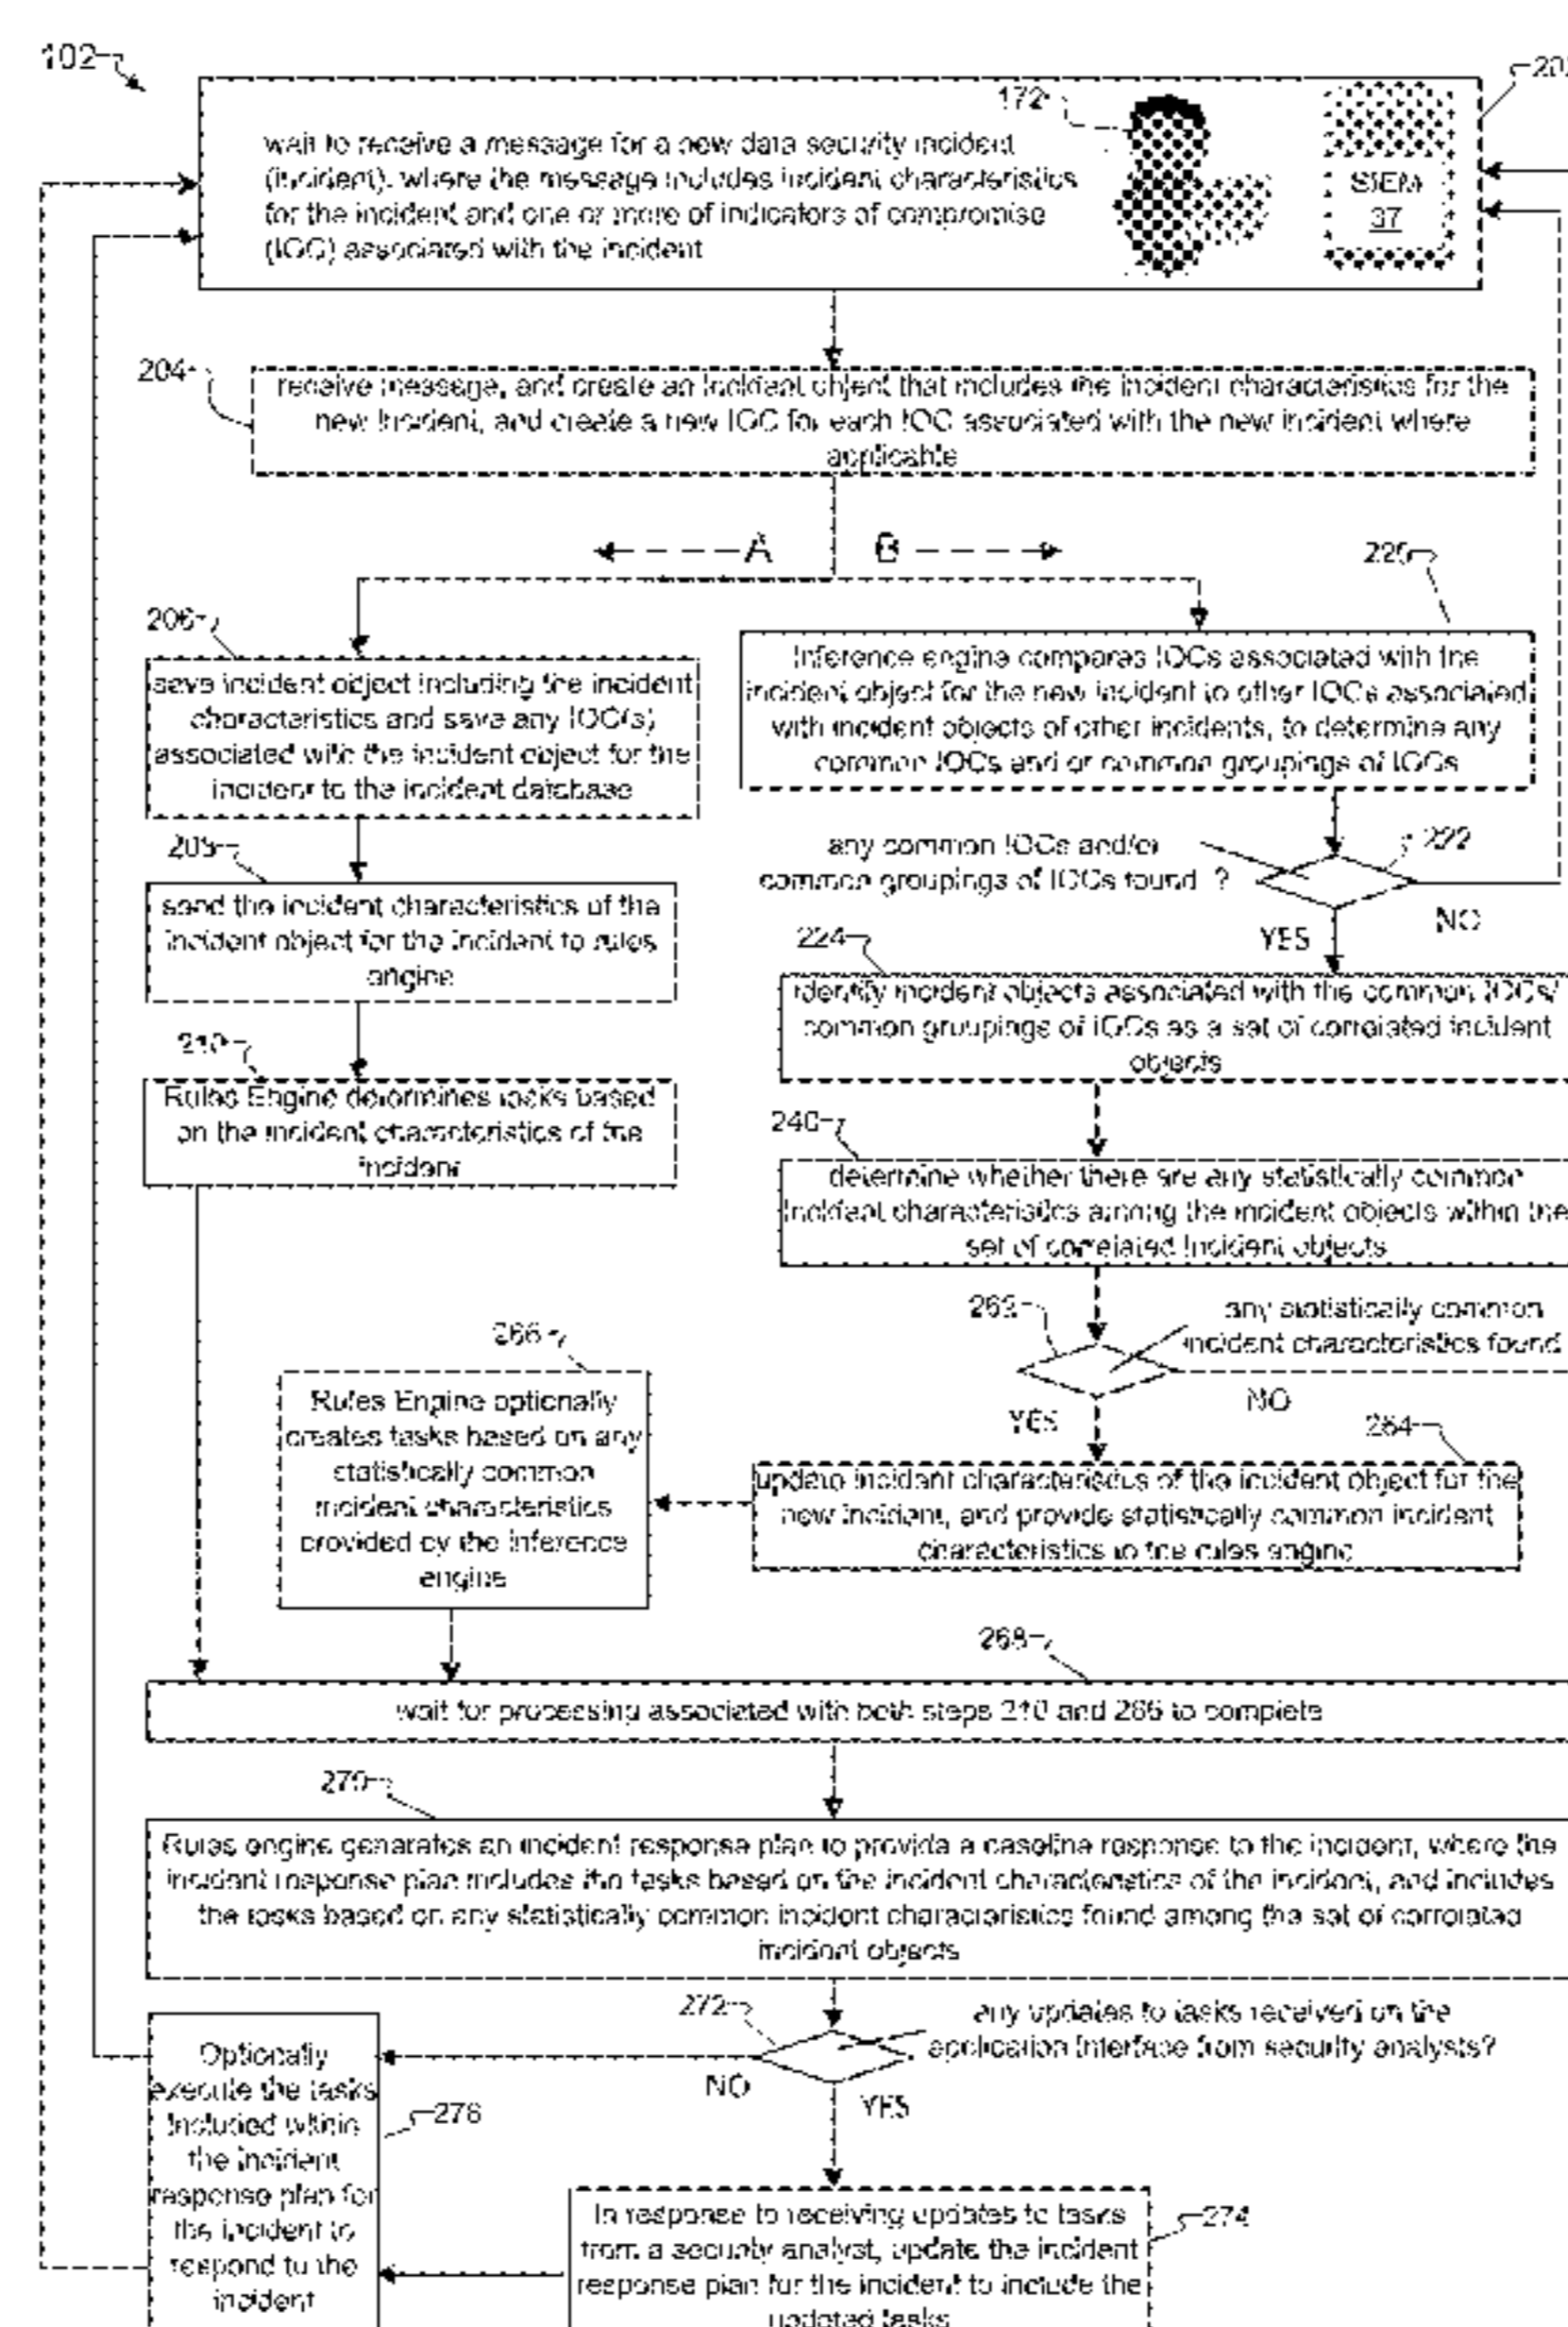 102
172
wait to receive a message for a new data security incident
(incident), where the message includes incident characteristics
for the incident and one or more of indicators of compromise
(IOC) associated with the incident
SIEM
37
204
receive message, and create an incident object that includes the incident characteristics for the
new incident, and create a new IOC for each IOC associated with the new incident where
applicable
A
B
206
save incident object including the incident
characteristics and save any IOC(s)
associated with the incident object for the
incident to the incident database
Inference engine compares IOCs associated with the
incident object for the new incident to other IOCs associated
with incident objects of other incidents, to determine any
common IOCs and or common groupings of IOCs
any common IOCs and/or
common groupings of IOCs found ?
222
NO
YES
send the incident characteristics of the
incident object for the incident to rules
engine
224
identify incident objects associated with the common IOCs/
common groupings of IOCs as a set of correlated incident
objects
210
Rules Engine determines tasks based
on the incident characteristics of the
incident
240
determine whether there are any statistically common
incident characteristics among the incident objects within the
set of correlated incident objects
262
any statistically common
incident characteristics found
NO
YES
266
Rules Engine optionally
creates tasks based on any
statistically common
incident characteristics
provided by the inference
engine
264
update incident characteristics of the incident object for the
new incident, and provide statistically common incident
characteristics to the rules engine
268
wait for processing associated with both steps 210 and 266 to complete
270
Rules engine generates an incident response plan to provide a baseline response to the incident, where the
incident response plan includes the tasks based on the incident characteristics of the incident, and includes
the tasks based on any statistically common incident characteristics found among the set of correlated
incident objects
272
any updates to tasks received on the
application interface from security analysts?
NO
YES
Optionally
execute the tasks
included within
the incident
response plan for
the incident to
respond to the
incident
276
In response to receiving updates to tasks
from a security analyst, update the incident
response plan for the incident to include the
updated tasks
274